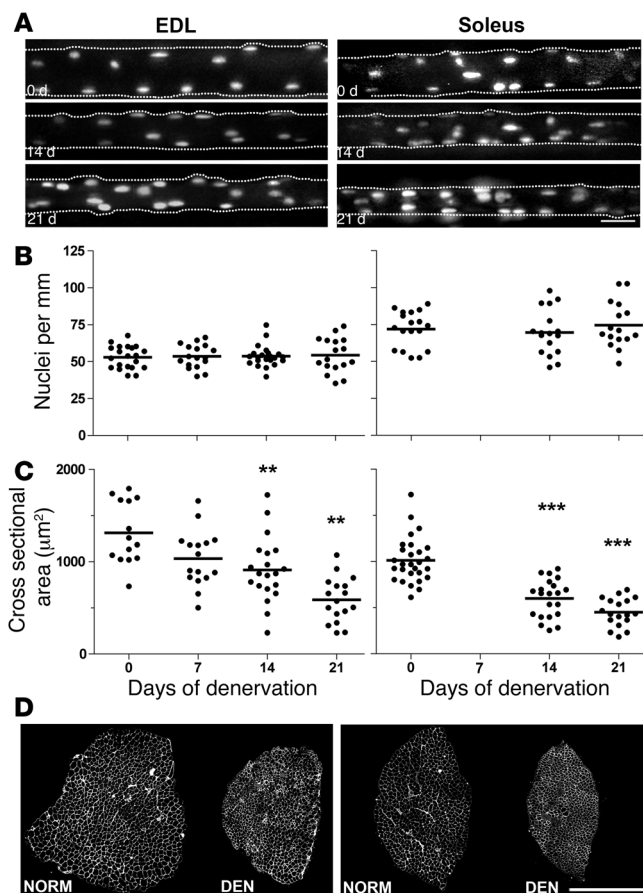 A
EDL Soleus
0 d 0 d
14 d 14 d
21 d 21 d
B
Nuclei per mm
125
100
75
50
25
0
C
Cross sectional
area (μm²)
2000
1000
0
** ** *** ***
0 7 14 21 0 7 14 21
Days of denervation Days of denervation
D
NORM DEN NORM DEN